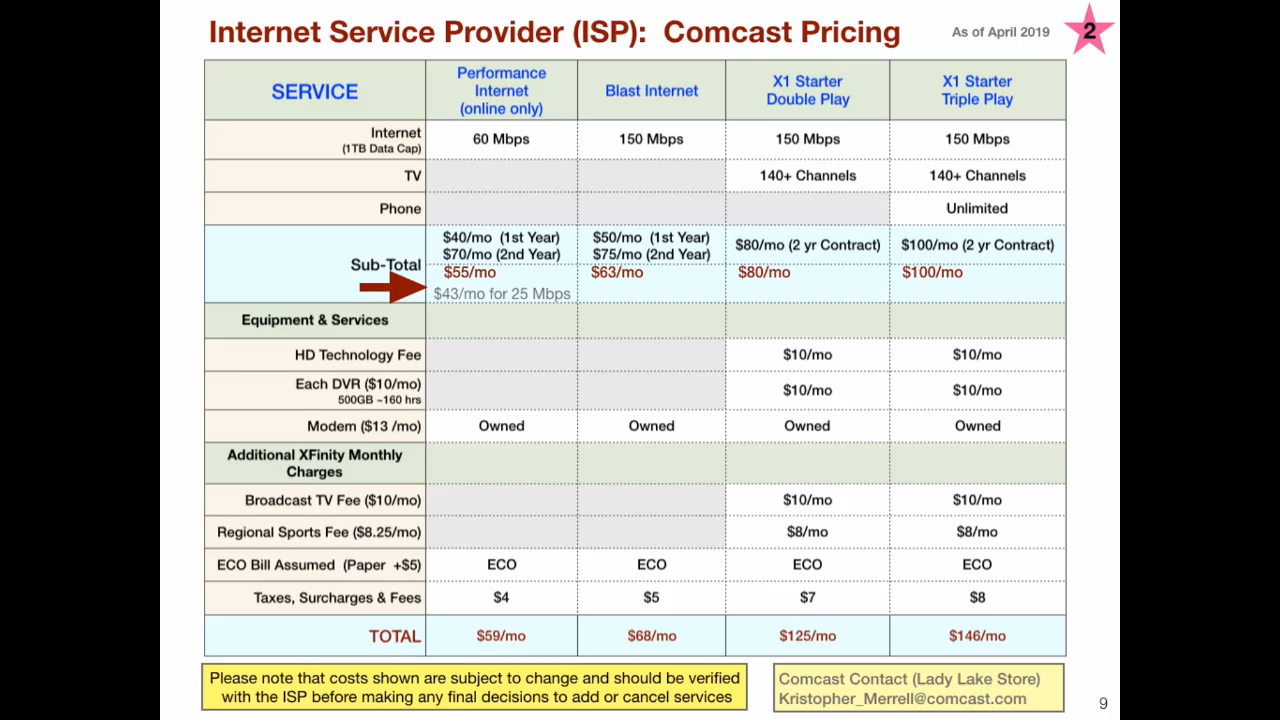 Internet Service Provider (ISP):  Comcast Pricing
As of April 2019
2
SERVICE
Performance
Internet
(online only)
Blast Internet
X1 Starter
Double Play
X1 Starter
Triple Play
Internet
(1TB Data Cap)
60 Mbps
150 Mbps
150 Mbps
150 Mbps
TV
140+ Channels
140+ Channels
Phone
Unlimited
Sub-Total
$40/mo  (1st Year)
$70/mo (2nd Year)
$50/mo  (1st Year)
$75/mo (2nd Year)
$80/mo (2 yr Contract)
$100/mo (2 yr Contract)
$55/mo
$63/mo
$80/mo
$100/mo
$43/mo for 25 Mbps
Equipment & Services
HD Technology Fee
$10/mo
$10/mo
Each DVR ($10/mo)
500GB ~160 hrs
$10/mo
$10/mo
Modem ($13 /mo)
Owned
Owned
Owned
Owned
Additional XFinity Monthly
Charges
Broadcast TV Fee ($10/mo)
$10/mo
$10/mo
Regional Sports Fee ($8.25/mo)
$8/mo
$8/mo
ECO Bill Assumed  (Paper  +$5)
ECO
ECO
ECO
ECO
Taxes, Surcharges & Fees
$4
$5
$7
$8
TOTAL
$59/mo
$68/mo
$125/mo
$146/mo
Please note that costs shown are subject to change and should be verified
with the ISP before making any final decisions to add or cancel services
Comcast Contact (Lady Lake Store)
Kristopher_Merrell@comcast.com
9